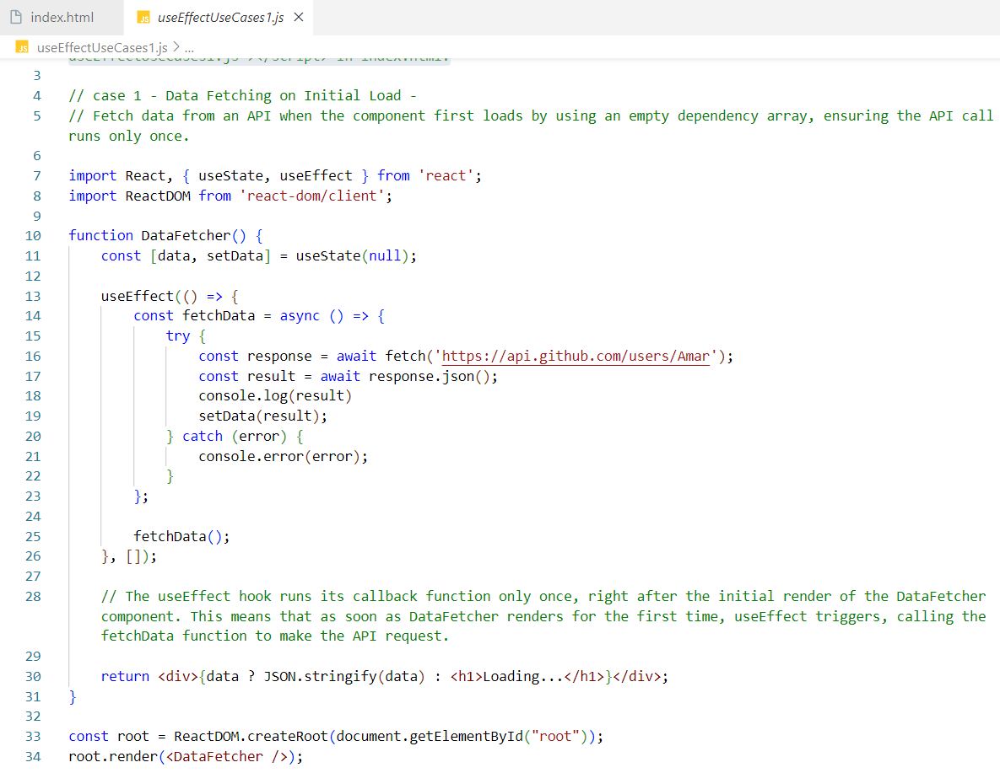 index.html
JS useEffectUseCases1.js ×
JS useEffectUseCases1.js > ...
useEffectUseCases1.js"></script> in index.html.
3
4 // case 1 - Data Fetching on Initial Load -
5 // Fetch data from an API when the component first loads by using an empty dependency array, ensuring the API call
runs only once.
6
7 import React, { useState, useEffect } from 'react';
8 import ReactDOM from 'react-dom/client';
9
10 function DataFetcher() {
11     const [data, setData] = useState(null);
12
13     useEffect(() => {
14         const fetchData = async () => {
15             try {
16                 const response = await fetch('https://api.github.com/users/Amar');
17                 const result = await response.json();
18                 console.log(result)
19                 setData(result);
20             } catch (error) {
21                 console.error(error);
22             }
23         };
24
25         fetchData();
26     }, []);
27
28     // The useEffect hook runs its callback function only once, right after the initial render of the DataFetcher
component. This means that as soon as DataFetcher renders for the first time, useEffect triggers, calling the
fetchData function to make the API request.
29
30     return <div>{data ? JSON.stringify(data) : <h1>Loading...</h1>}</div>;
31 }
32
33 const root = ReactDOM.createRoot(document.getElementById("root"));
34 root.render(<DataFetcher />);